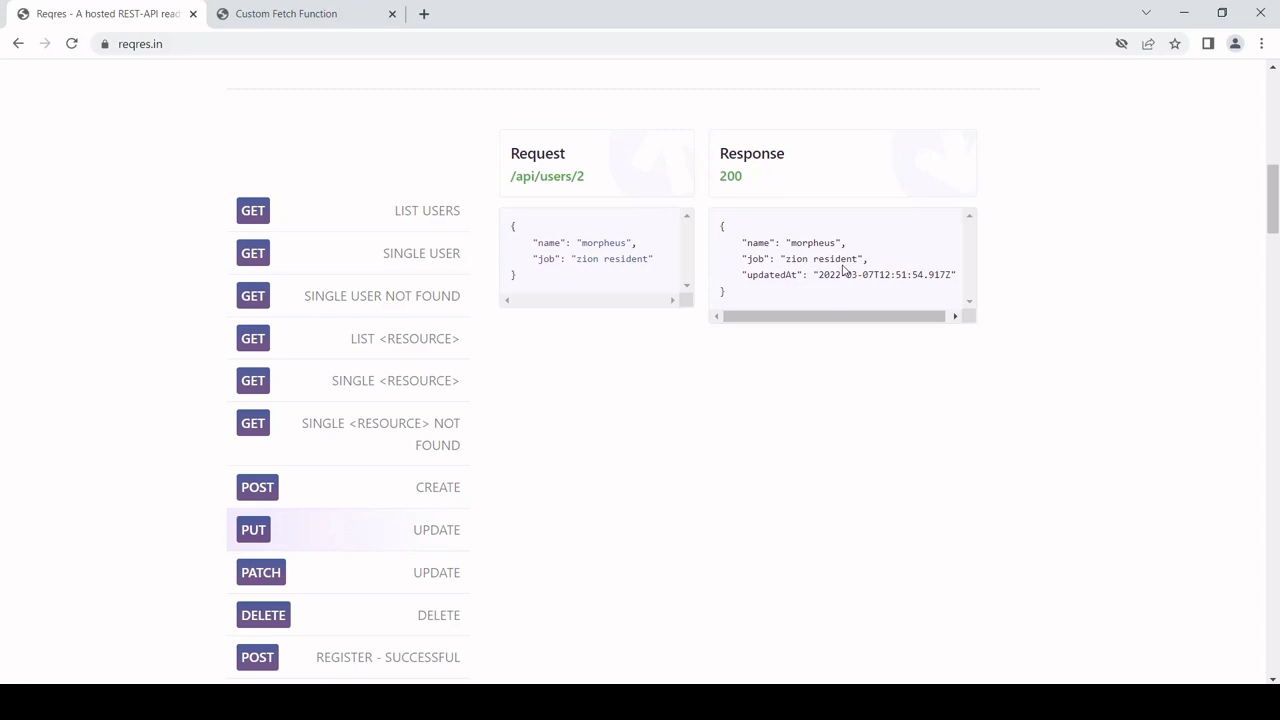 Reqres - A hosted REST-API read
Custom Fetch Function
reqres.in
Request
/api/users/2
Response
200
{
"name": "morpheus",
"job": "zion resident"
}
{
"name": "morpheus",
"job": "zion resident",
"updatedAt": "2022-03-07T12:51:54.917Z"
}
GET LIST USERS
GET SINGLE USER
GET SINGLE USER NOT FOUND
GET LIST <RESOURCE>
GET SINGLE <RESOURCE>
GET SINGLE <RESOURCE> NOT
FOUND
POST CREATE
PUT UPDATE
PATCH UPDATE
DELETE DELETE
POST REGISTER - SUCCESSFUL